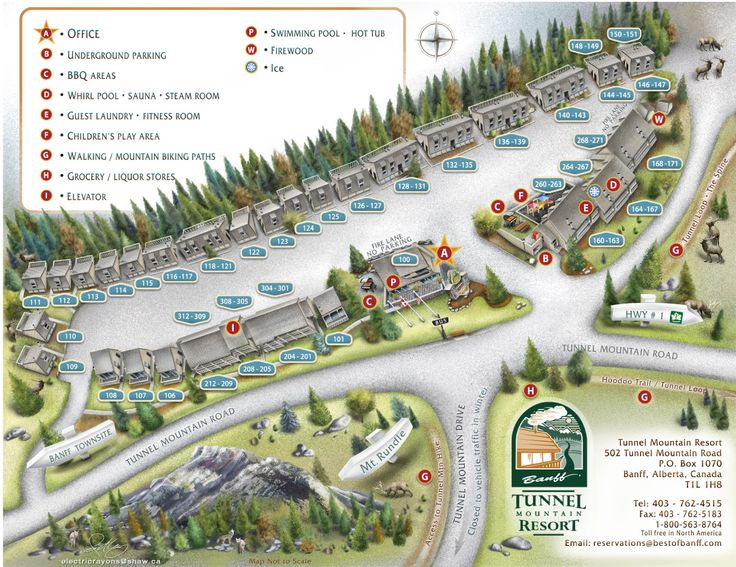 A • OFFICE
B • UNDERGROUND PARKING
C • BBQ AREAS
D • WHIRL POOL • SAUNA • STEAM ROOM
E • GUEST LAUNDRY • FITNESS ROOM
F • CHILDREN'S PLAY AREA
G • WALKING / MOUNTAIN BIKING PATHS
H • GROCERY / LIQUOR STORES
I • ELEVATOR
P • SWIMMING POOL • HOT TUB
W • FIREWOOD
• ICE
150 -151
148 -149
146 -147
144 -145
140 -143
136 -139
132 -135
128 -131
126 - 127
125
124
123
122
118 - 121
116 -117
115
114
113
112
111
110
109
108
107
106
FIRE LANE
NO PARKING
W
268 -271
264 -267
260 -263
168 -171
164 -167
160 -163
D
E
F
C
B
FIRE LANE
NO PARKING
100
A
P
C
BUS
304 -301
308 - 305
312 -309
I
101
204 -201
208 -205
212 -209
G
Tunnel Loop - the Spine
HWY # 1
TUNNEL MOUNTAIN ROAD
H
G
Hoodoo Trail / Tunnel Loop
BANFF TOWNSITE
TUNNEL MOUNTAIN ROAD
Mt. Rundle
G
Access to Tunnel Mtn. Hike
TUNNEL MOUNTAIN DRIVE
Closed to vehicle traffic in winter
Banff
TUNNEL
MOUNTAIN
RESORT
Tunnel Mountain Resort
502 Tunnel Mountain Road
P.O. Box 1070
Banff, Alberta, Canada
T1L 1H8
Tel: 403 - 762-4515
Fax: 403 - 762-5183
1-800-563-8764
Toll free in North America
Email: reservations@bestofbanff.com
electricrayons@shaw.ca
Map Not to Scale